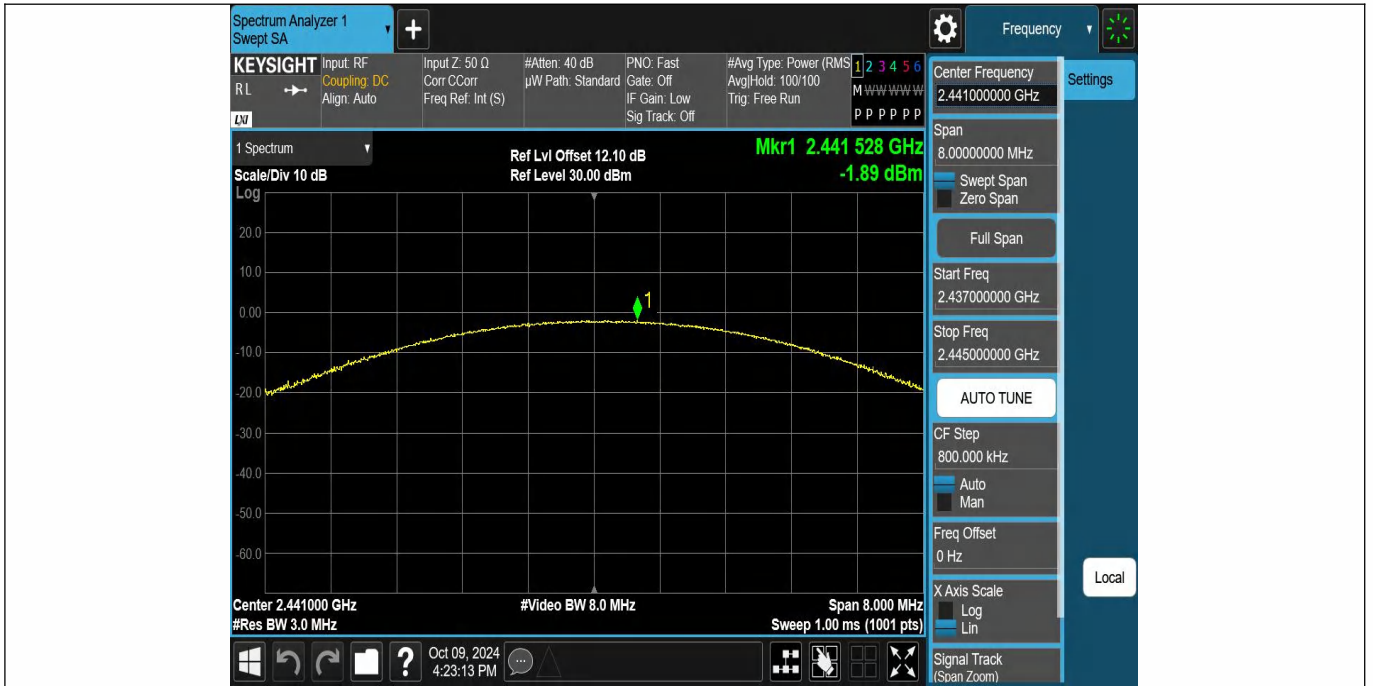 Spectrum Analyzer 1
Swept SA
+
Frequency
KEYSIGHT
RL
LXI
Input: RF
Coupling: DC
Align: Auto
Input Z: 50 Ω
Corr CCorr
Freq Ref: Int (S)
#Atten: 40 dB
µW Path: Standard
PNO: Fast
Gate: Off
IF Gain: Low
Sig Track: Off
#Avg Type: Power (RMS
Avg|Hold: 100/100
Trig: Free Run
1 2 3 4 5 6
M W W W W W
P P P P P P
1 Spectrum
Scale/Div 10 dB
Log
Ref Lvl Offset 12.10 dB
Ref Level 30.00 dBm
Mkr1 2.441 528 GHz
-1.89 dBm
20.0
10.0
0.00
-10.0
-20.0
-30.0
-40.0
-50.0
-60.0
1
Center 2.441000 GHz
#Res BW 3.0 MHz
#Video BW 8.0 MHz
Span 8.000 MHz
Sweep 1.00 ms (1001 pts)
Center Frequency
2.441000000 GHz
Settings
Span
8.00000000 MHz
Swept Span
Zero Span
Full Span
Start Freq
2.437000000 GHz
Stop Freq
2.445000000 GHz
AUTO TUNE
CF Step
800.000 kHz
Auto
Man
Freq Offset
0 Hz
X Axis Scale
Log
Lin
Local
Signal Track
(Span Zoom)
?
Oct 09, 2024
4:23:13 PM